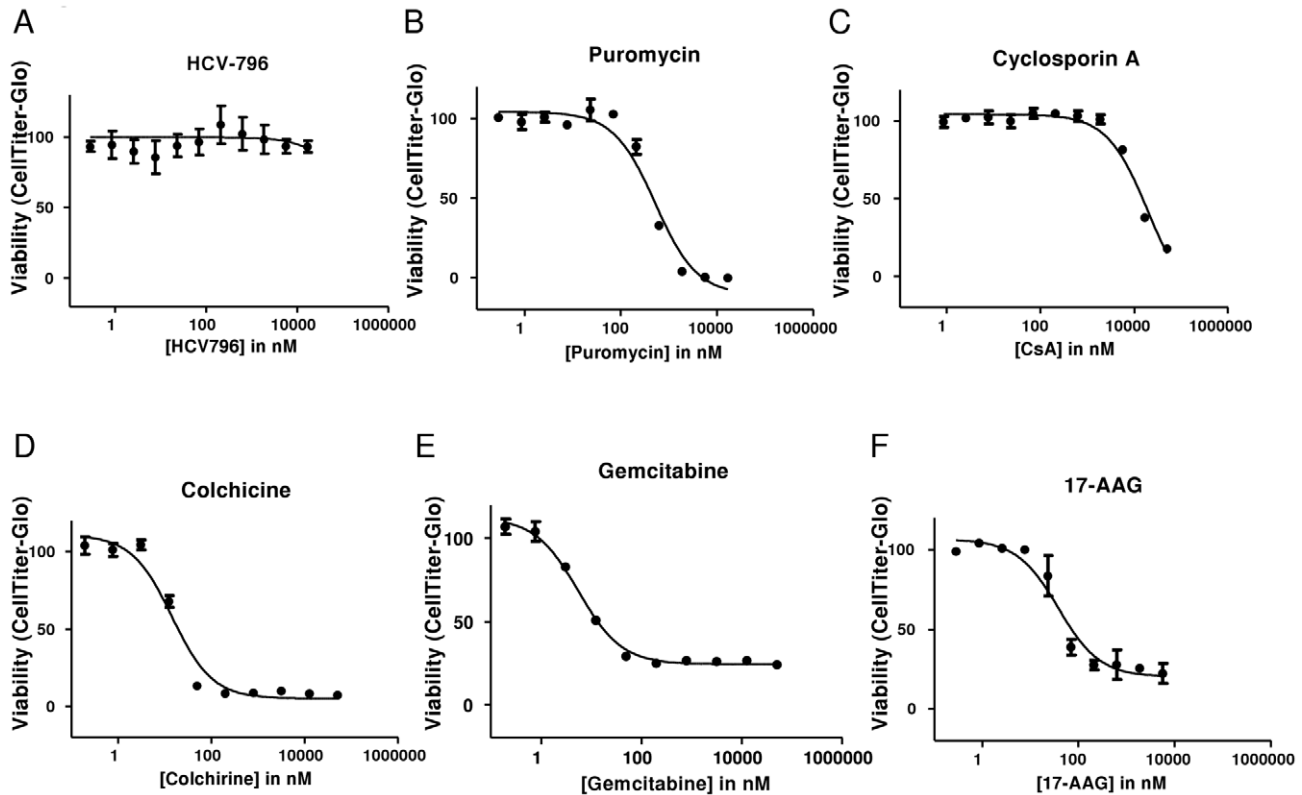 A
HCV-796
Viability (CellTiter-Glo)
100
50
0
1
100
10000
1000000
[HCV796] in nM
B
Puromycin
Viability (CellTiter-Glo)
100
50
0
1
100
10000
1000000
[Puromycin] in nM
C
Cyclosporin A
Viability (CellTiter-Glo)
100
50
0
1
100
10000
1000000
[CsA] in nM
D
Colchicine
Viability (CellTiter-Glo)
100
50
0
1
100
10000
1000000
[Colchirine] in nM
E
Gemcitabine
Viability (CellTiter-Glo)
100
50
0
1
100
10000
1000000
[Gemcitabine] in nM
F
17-AAG
Viability (CellTiter-Glo)
100
50
0
1
100
10000
1000000
[17-AAG] in nM